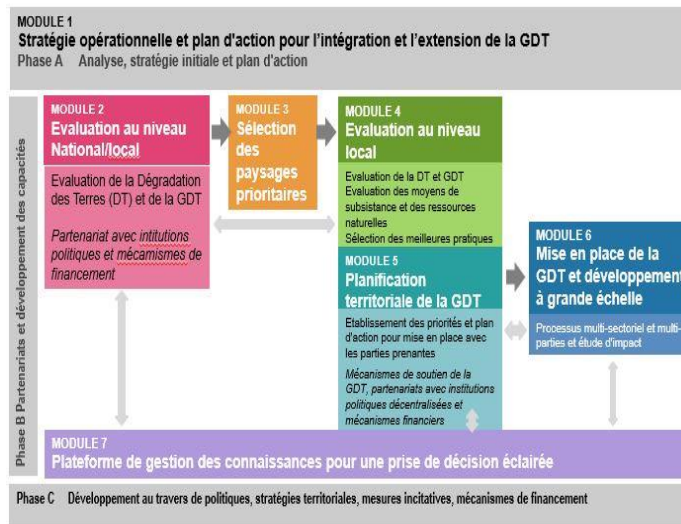 MODULE 1
Stratégie opérationnelle et plan d'action pour l'intégration et l'extension de la GDT
Phase A Analyse, stratégie initiale et plan d'action
Phase B Partenariats et développement des capacités
MODULE 2
Evaluation au niveau
National/local
Evaluation de la Dégradation
des Terres (DT) et de la GDT
Partenariat avec intitutions
politiques et mécamismes de
financement
MODULE 3
Sélection
des
paysages
prioritaires
MODULE 4
Evaluation au niveau
local
Evaluation de la DT et GDT
Evaluation des moyens de
subsistance et des ressources
naturelles
Sélection des meilleures pratiques
MODULE 5
Planification
territoriale de la GDT
Etablissement des priorités et plan
d'action pour mise en place avec
les parties prenantes
Mécanismes de soutien de la
GDT, partenariats avec institutions
politiques décentralisées et
mécanismes financiers
MODULE 6
Mise en place de la
GDT et développement
à grande échelle
Processus multi-sectoriel et multi-
parties et étude d'impact
MODULE 7
Plateforme de gestion des connaissances pour une prise de décision éclairée
Phase C Développement au travers de politiques, stratégies territoriales, mesures incitatives, mécanismes de financement